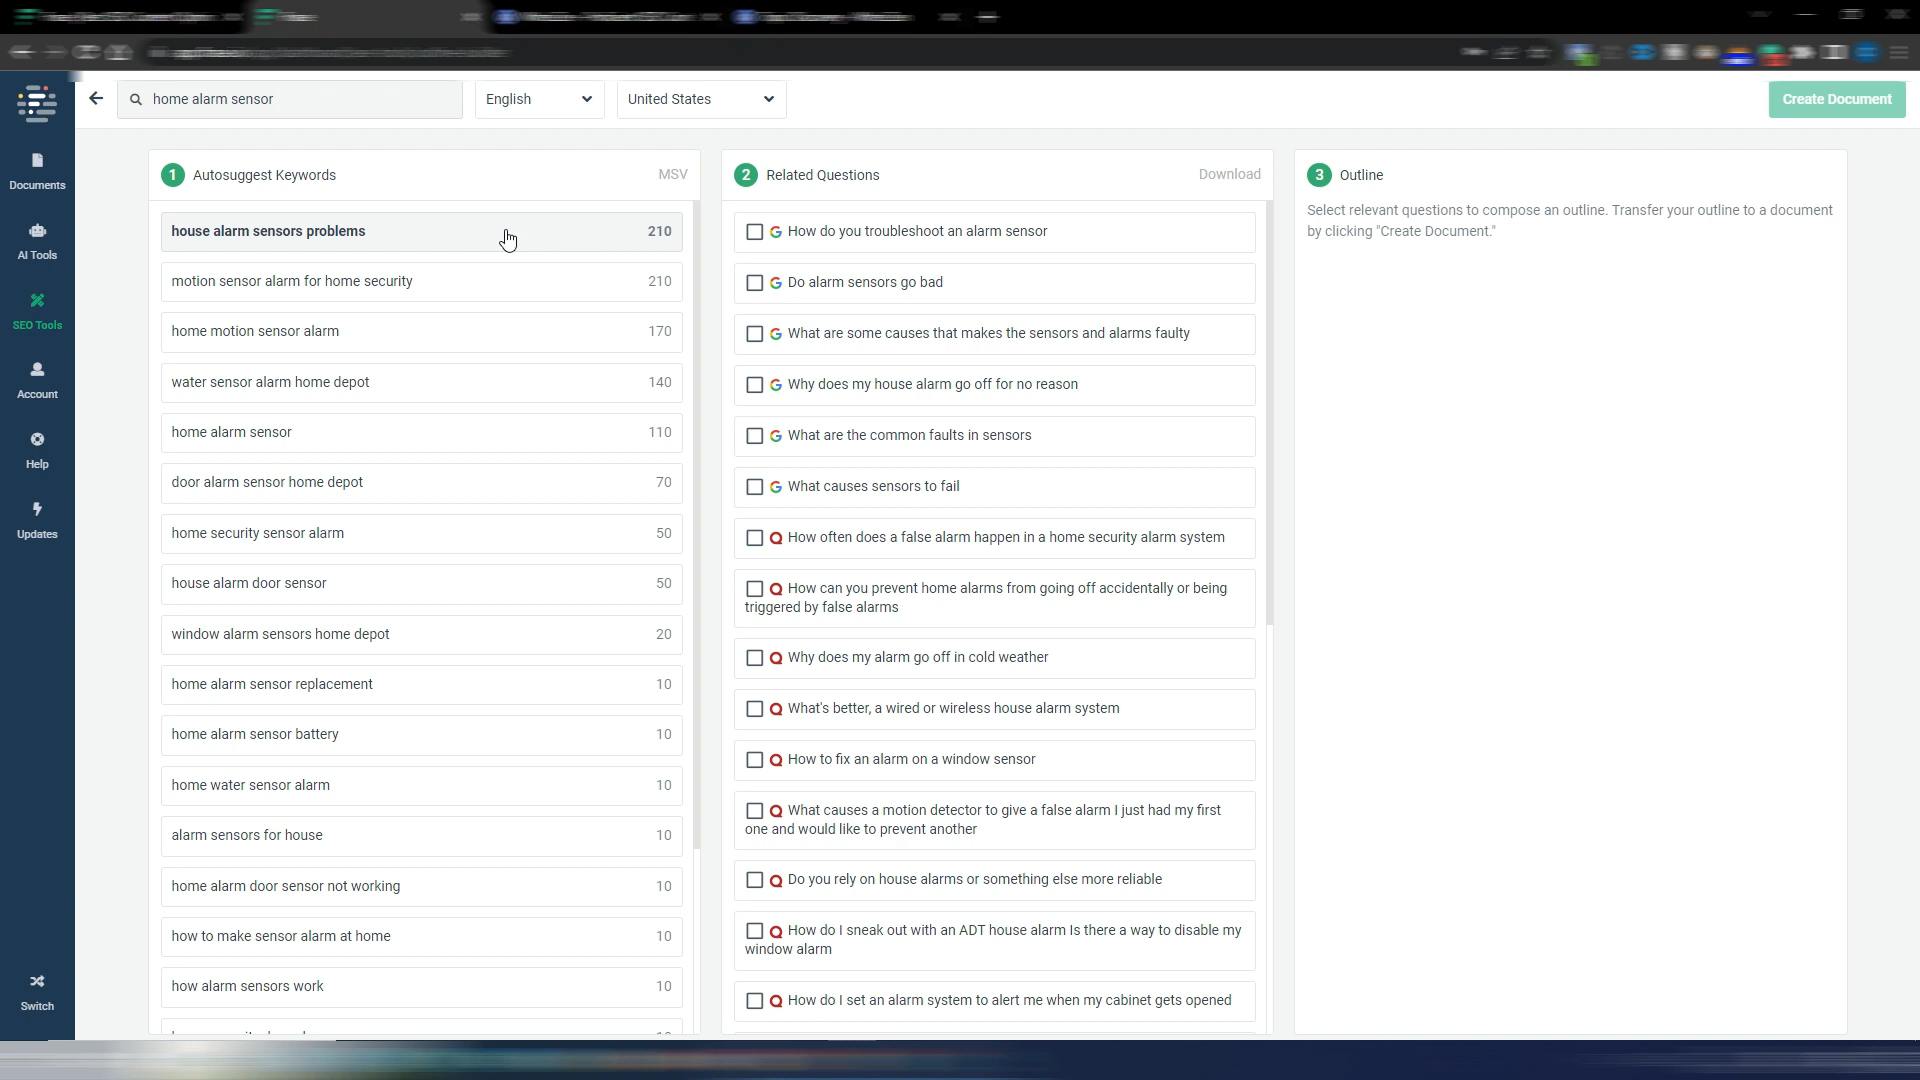 home alarm sensor
English
United States
Create Document
Documents
AI Tools
SEO Tools
Account
Help
Updates
Switch
1 Autosuggest Keywords MSV
house alarm sensors problems 210
motion sensor alarm for home security 210
home motion sensor alarm 170
water sensor alarm home depot 140
home alarm sensor 110
door alarm sensor home depot 70
home security sensor alarm 50
house alarm door sensor 50
window alarm sensors home depot 20
home alarm sensor replacement 10
home alarm sensor battery 10
home water sensor alarm 10
alarm sensors for house 10
home alarm door sensor not working 10
how to make sensor alarm at home 10
how alarm sensors work 10
2 Related Questions Download
How do you troubleshoot an alarm sensor
Do alarm sensors go bad
What are some causes that makes the sensors and alarms faulty
Why does my house alarm go off for no reason
What are the common faults in sensors
What causes sensors to fail
How often does a false alarm happen in a home security alarm system
How can you prevent home alarms from going off accidentally or being
triggered by false alarms
Why does my alarm go off in cold weather
What's better, a wired or wireless house alarm system
How to fix an alarm on a window sensor
What causes a motion detector to give a false alarm I just had my first
one and would like to prevent another
Do you rely on house alarms or something else more reliable
How do I sneak out with an ADT house alarm Is there a way to disable my
window alarm
How do I set an alarm system to alert me when my cabinet gets opened
3 Outline
Select relevant questions to compose an outline. Transfer your outline to a document
by clicking "Create Document."